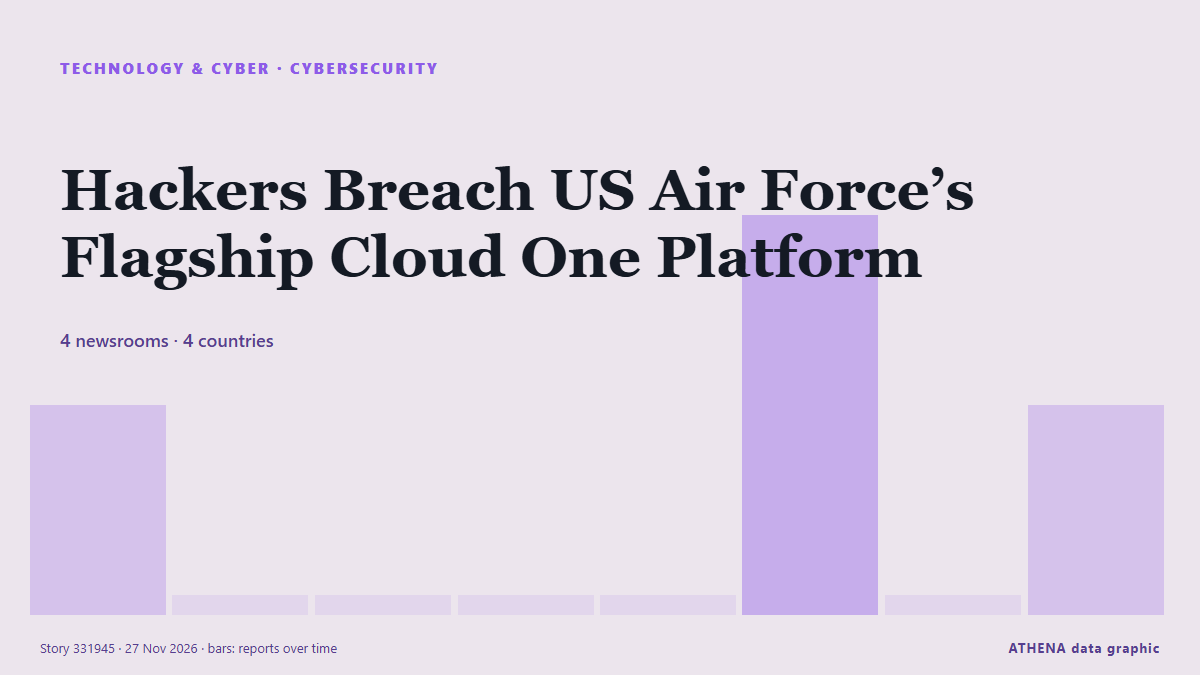 TECHNOLOGY & CYBER · CYBERSECURITY
Hackers Breach US Air Force’s
Flagship Cloud One Platform
4 newsrooms · 4 countries
Story 331945 · 27 Nov 2026 · bars: reports over time
ATHENA data graphic